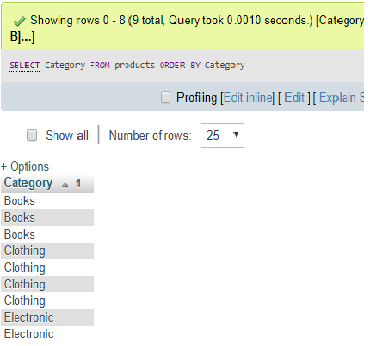 Showing rows 0 - 8 (9 total, Query took 0.0010 seconds.) [Category
B]...]
SELECT Category FROM products ORDER BY Category
Profiling [Edit inline] [ Edit ] [ Explain S
Show all | Number of rows: 25
+ Options
Category 1
Books
Books
Books
Clothing
Clothing
Clothing
Clothing
Electronic
Electronic